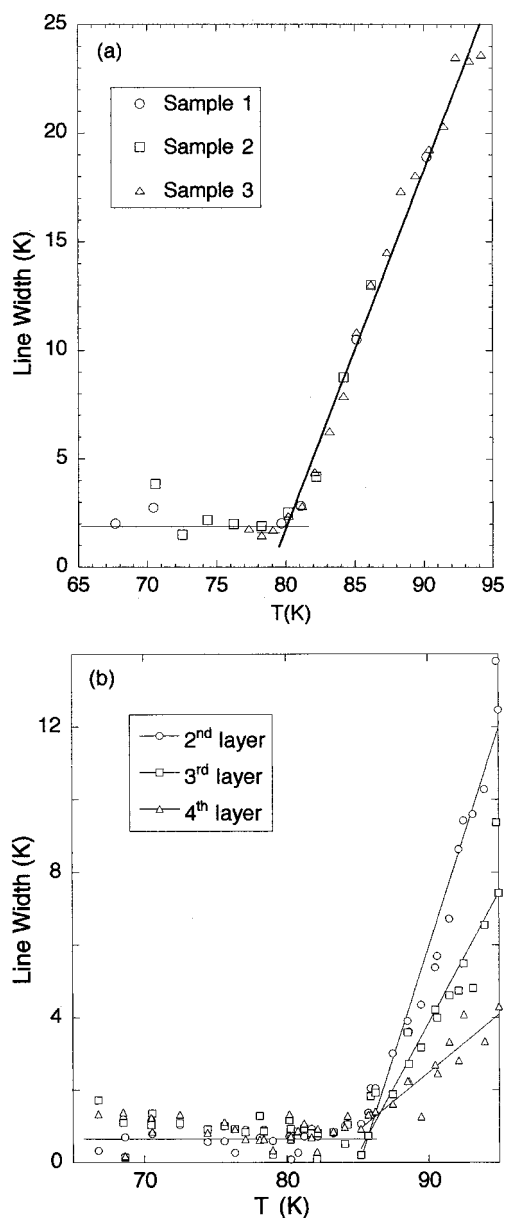 (a)
Sample 1
Sample 2
Sample 3
Line Width (K)
25
20
15
10
5
0
65 70 75 80 85 90 95
T(K)
(b)
2nd layer
3rd layer
4th layer
Line Width (K)
12
8
4
0
70 80 90
T (K)